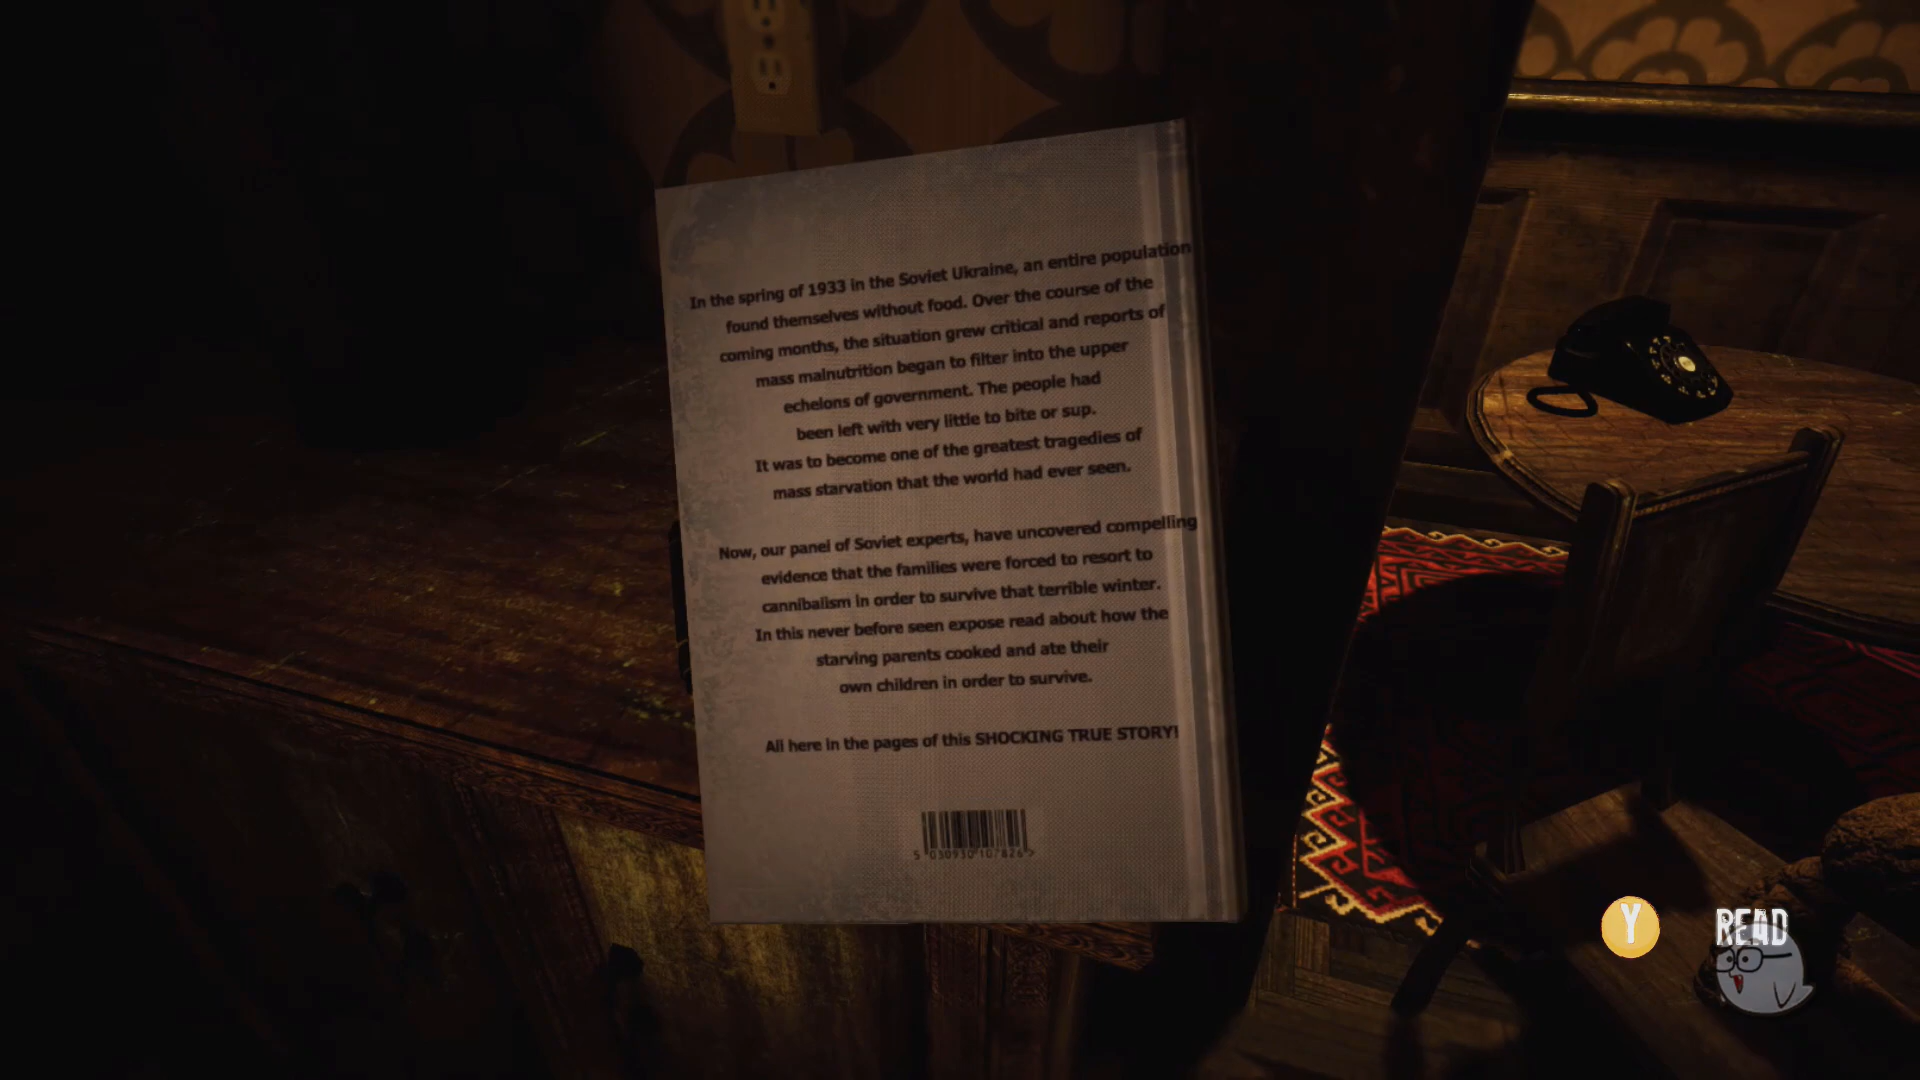 In the spring of 1933 in the Soviet Ukraine, an entire population
found themselves without food. Over the course of the
coming months, the situation grew critical and reports of
mass malnutrition began to filter into the upper
echelons of government. The people had
been left with very little to bite or sup.
It was to become one of the greatest tragedies of
mass starvation that the world had ever seen.
Now, our panel of Soviet experts, have uncovered compelling
evidence that the families were forced to resort to
cannibalism in order to survive that terrible winter.
In this never before seen expose read about how the
starving parents cooked and ate their
own children in order to survive.
All here in the pages of this SHOCKING TRUE STORY!
5 030930 107826 >
Y READ